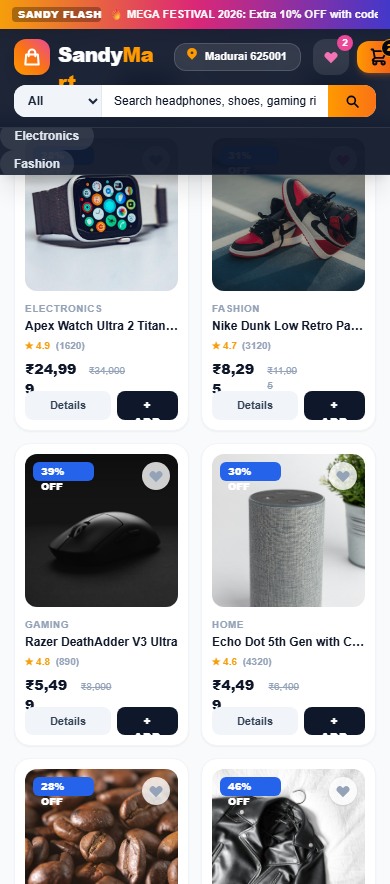 SANDY FLASH 🔥 MEGA FESTIVAL 2026: Extra 10% OFF with code
SandyMa
rt
Madurai 625001
2
All
Search headphones, shoes, gaming ri
Electronics
Fashion
ELECTRONICS
Apex Watch Ultra 2 Titan...
★ 4.9 (1620)
₹24,99
9
₹34,000
Details
+
ADD
FASHION
Nike Dunk Low Retro Pa...
★ 4.7 (3120)
₹8,29
5
₹11,00
5
Details
+
ADD
39%
OFF
GAMING
Razer DeathAdder V3 Ultra
★ 4.8 (890)
₹5,49
9
₹8,000
Details
+
ADD
30%
OFF
HOME
Echo Dot 5th Gen with C...
★ 4.6 (4320)
₹4,49
9
₹6,400
Details
+
ADD
28%
OFF
46%
OFF